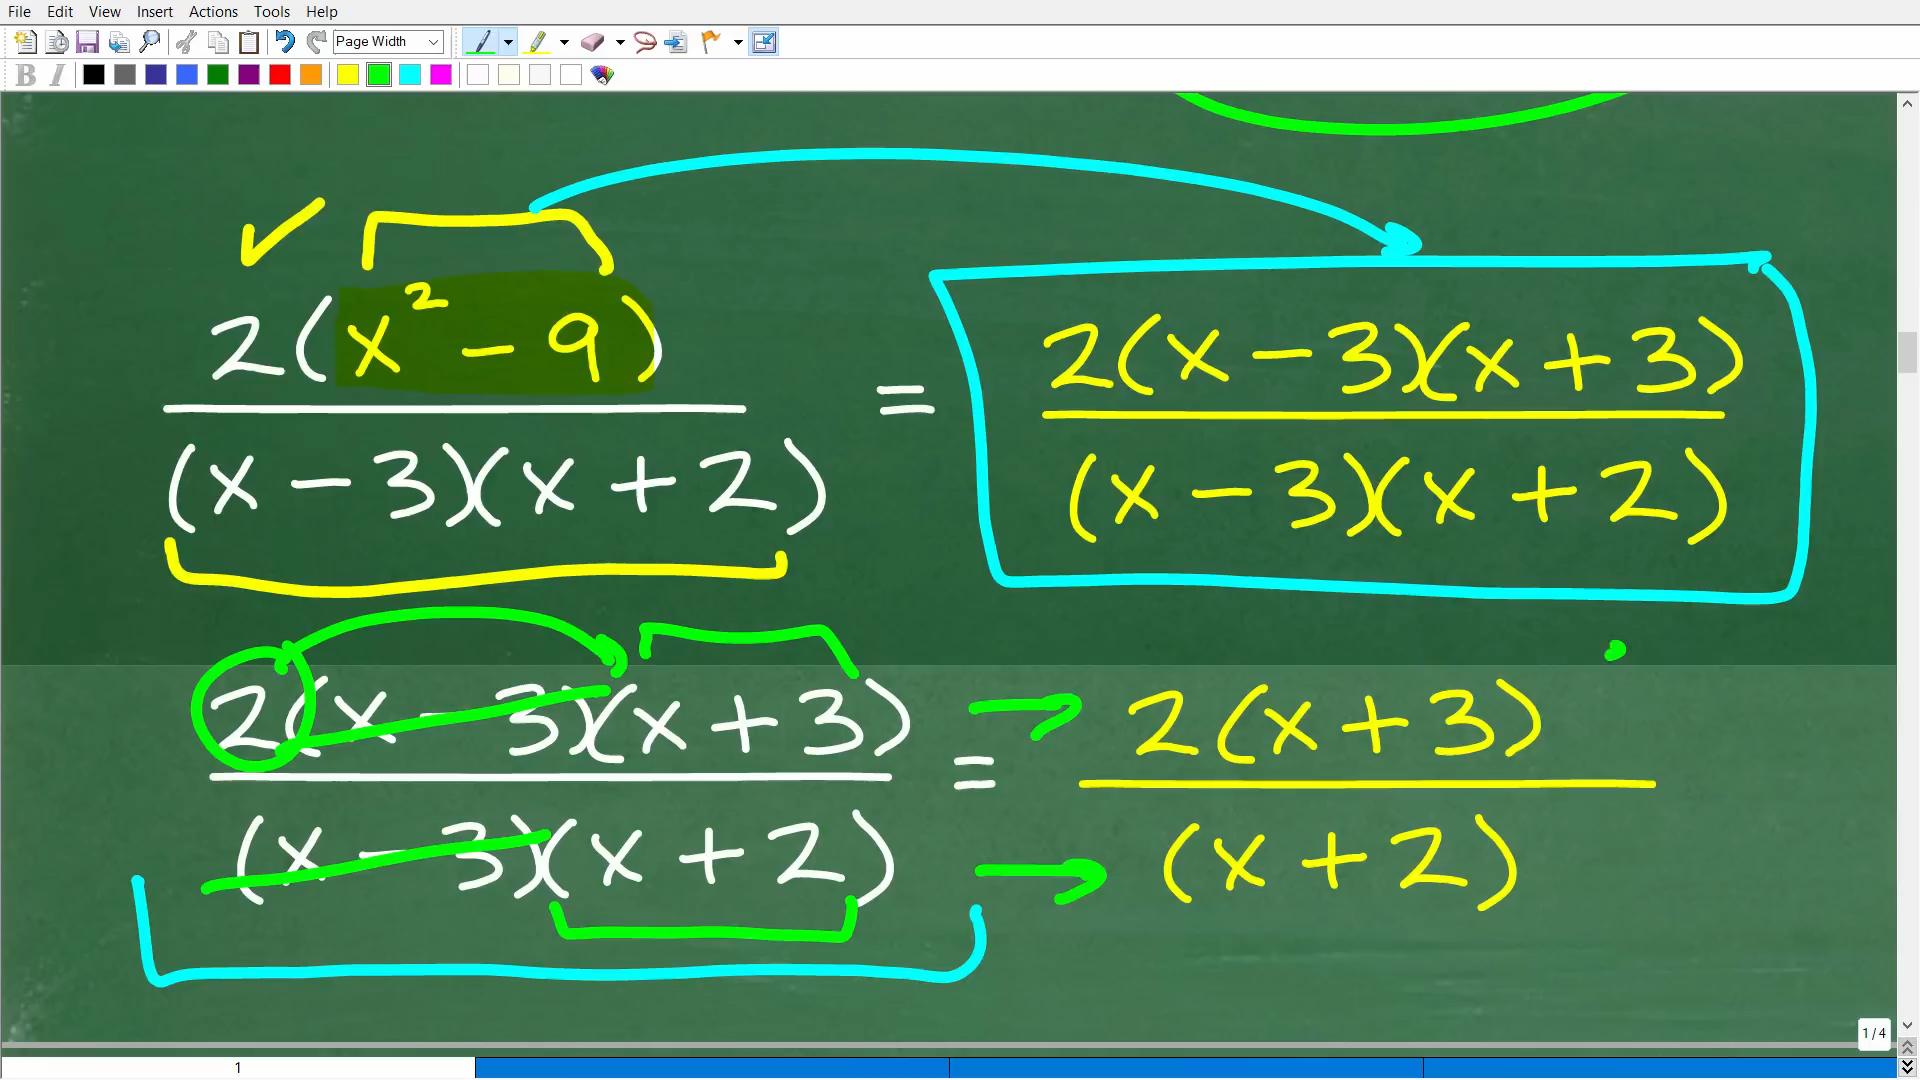 File Edit View Insert Actions Tools Help
Page Width
B I
2(x² − 9) / (x − 3)(x + 2) = 2(x − 3)(x + 3) / (x − 3)(x + 2)
2(x − 3)(x + 3) / (x − 3)(x + 2) = 2(x + 3) / (x + 2)
1 / 4
1